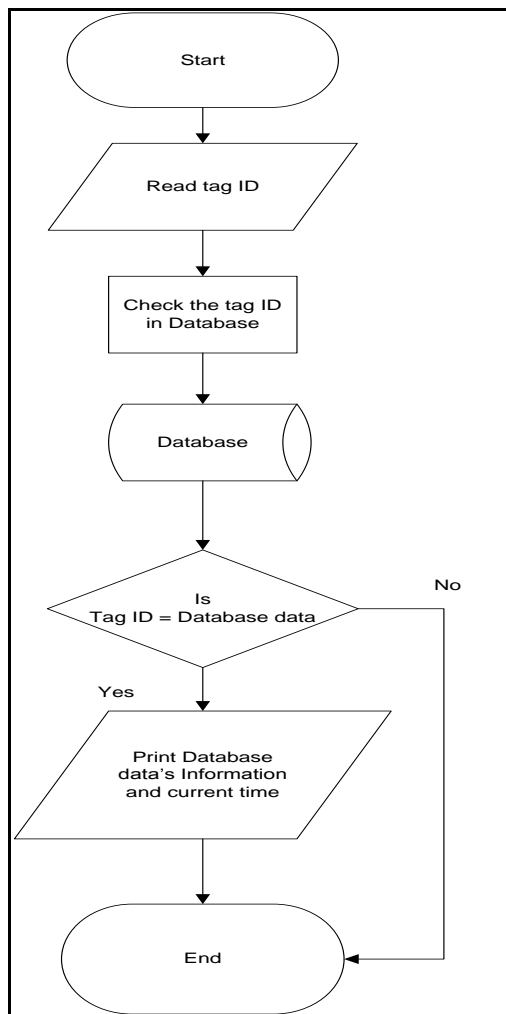 Start
Read tag ID
Check the tag ID
in Database
Database
Is
Tag ID = Database data
No
Yes
Print Database
data's Information
and current time
End